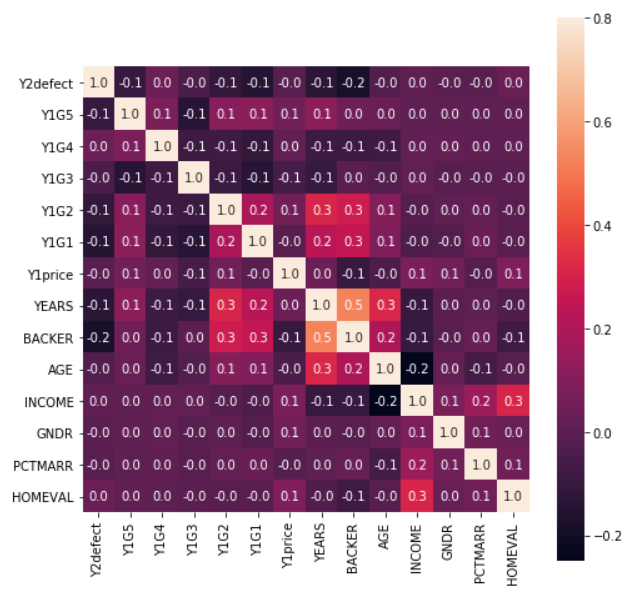 0.8
Y2defect 1.0 -0.1 0.0 -0.0 -0.1 -0.1 -0.0 -0.1 -0.2 -0.0 0.0 -0.0 -0.0 0.0
Y1G5 -0.1 1.0 0.1 -0.1 0.1 0.1 0.1 0.1 0.0 0.0 0.0 0.0 0.0 0.0
0.6
Y1G4 0.0 0.1 1.0 -0.1 -0.1 -0.1 0.0 -0.1 -0.1 -0.1 0.0 0.0 0.0 0.0
Y1G3 -0.0 -0.1 -0.1 1.0 -0.1 -0.1 -0.1 -0.1 0.0 -0.0 0.0 -0.0 -0.0 -0.0
Y1G2 -0.1 0.1 -0.1 -0.1 1.0 0.2 0.1 0.3 0.3 0.1 -0.0 0.0 0.0 -0.0
0.4
Y1G1 -0.1 0.1 -0.1 -0.1 0.2 1.0 -0.0 0.2 0.3 0.1 -0.0 -0.0 0.0 -0.0
Y1price -0.0 0.1 0.0 -0.1 0.1 -0.0 1.0 0.0 -0.1 -0.0 0.1 0.1 -0.0 0.1
YEARS -0.1 0.1 -0.1 -0.1 0.3 0.2 0.0 1.0 0.5 0.3 -0.1 0.0 0.0 -0.0
0.2
BACKER -0.2 0.0 -0.1 0.0 0.3 0.3 -0.1 0.5 1.0 0.2 -0.1 -0.0 0.0 -0.1
AGE -0.0 0.0 -0.1 -0.0 0.1 0.1 -0.0 0.3 0.2 1.0 -0.2 0.0 -0.1 -0.0
INCOME 0.0 0.0 0.0 0.0 -0.0 -0.0 0.1 -0.1 -0.1 -0.2 1.0 0.1 0.2 0.3
GNDR -0.0 0.0 0.0 -0.0 0.0 -0.0 0.1 0.0 -0.0 0.0 0.1 1.0 0.1 0.0
0.0
PCTMARR -0.0 0.0 0.0 -0.0 0.0 0.0 -0.0 0.0 0.0 -0.1 0.2 0.1 1.0 0.1
HOMEVAL 0.0 0.0 0.0 -0.0 -0.0 -0.0 0.1 -0.0 -0.1 -0.0 0.3 0.0 0.1 1.0
−0.2
Y2defect Y1G5 Y1G4 Y1G3 Y1G2 Y1G1 Y1price YEARS BACKER AGE INCOME GNDR PCTMARR HOMEVAL